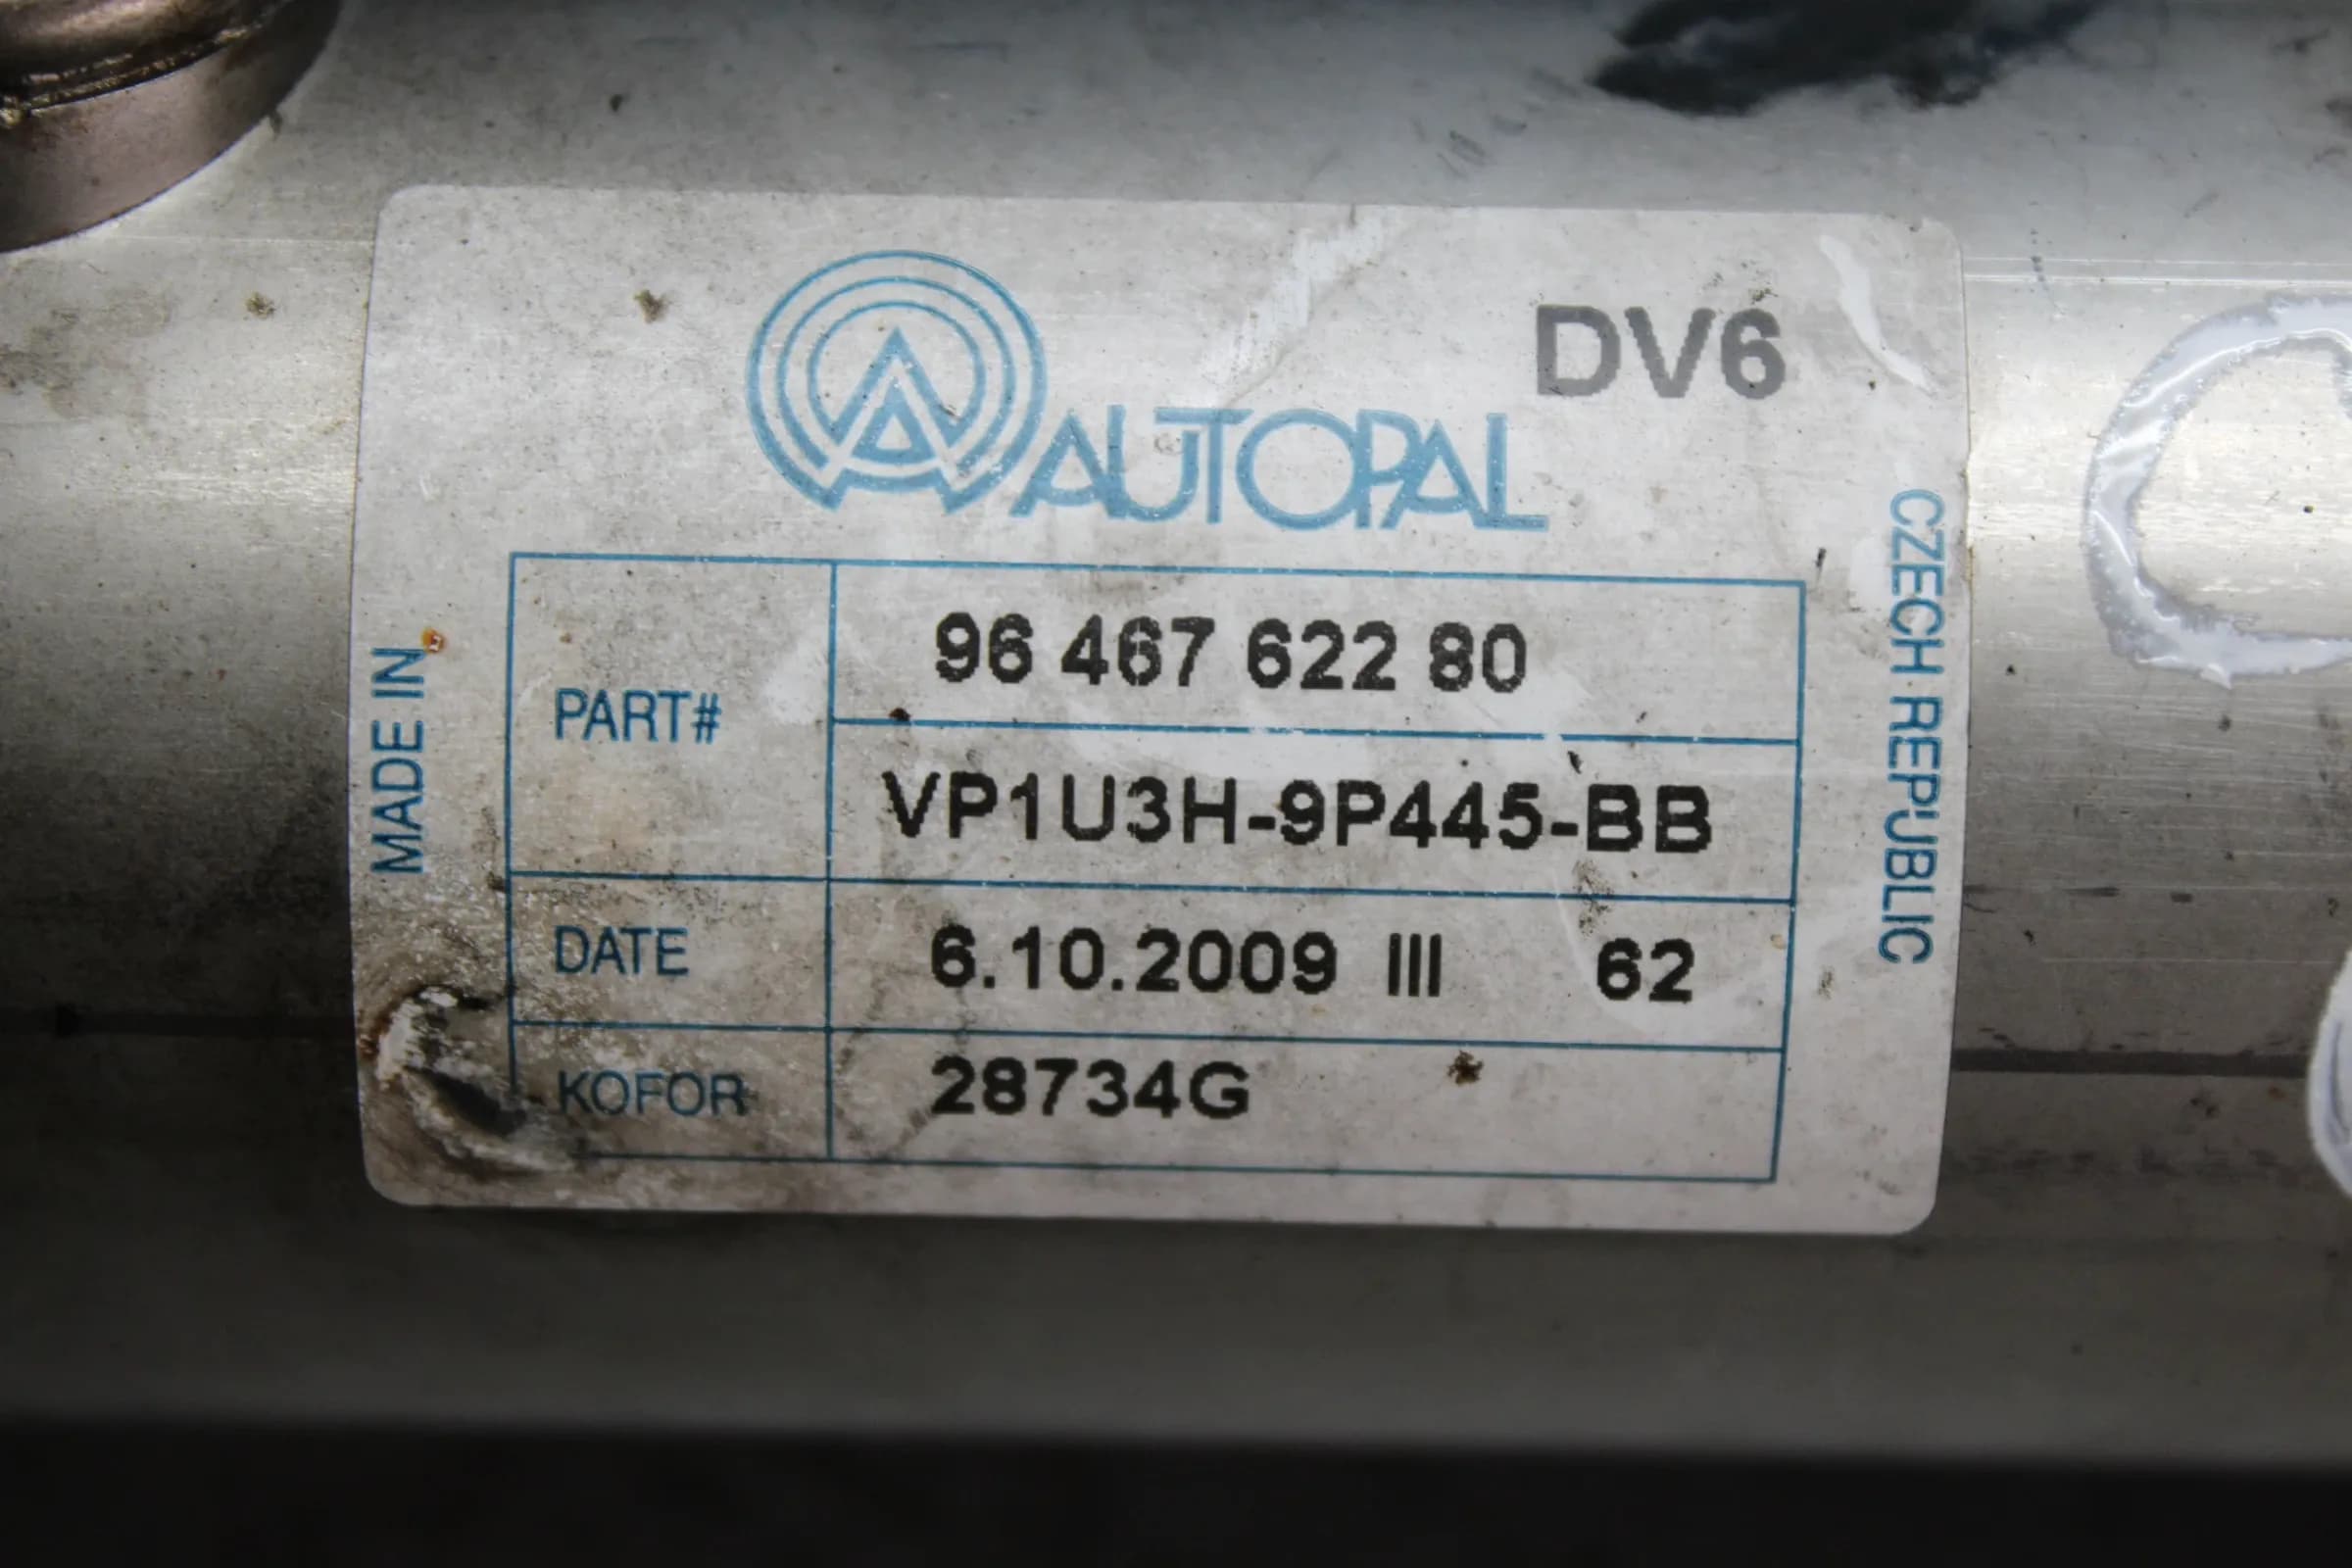 DV6
AUTOPAL
MADE IN
CZECH REPUBLIC
PART#
96 467 622 80
VP1U3H-9P445-BB
DATE
6.10.2009 III 62
KOFOR
28734G